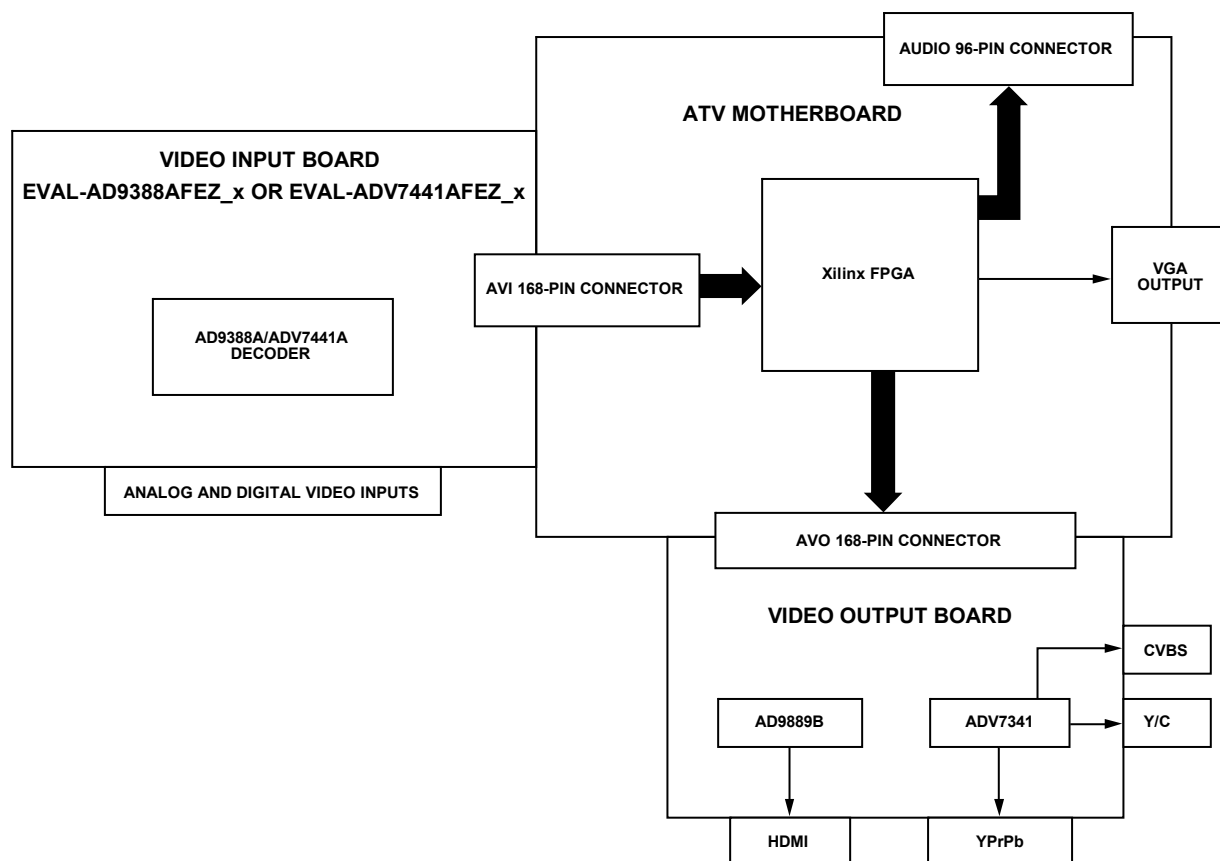 AUDIO 96-PIN CONNECTOR
ATV MOTHERBOARD
VIDEO INPUT BOARD
EVAL-AD9388AFEZ_x OR EVAL-ADV7441AFEZ_x
AVI 168-PIN CONNECTOR
Xilinx FPGA
VGA
OUTPUT
AD9388A/ADV7441A
DECODER
ANALOG AND DIGITAL VIDEO INPUTS
AVO 168-PIN CONNECTOR
VIDEO OUTPUT BOARD
CVBS
AD9889B
ADV7341
Y/C
HDMI
YPrPb